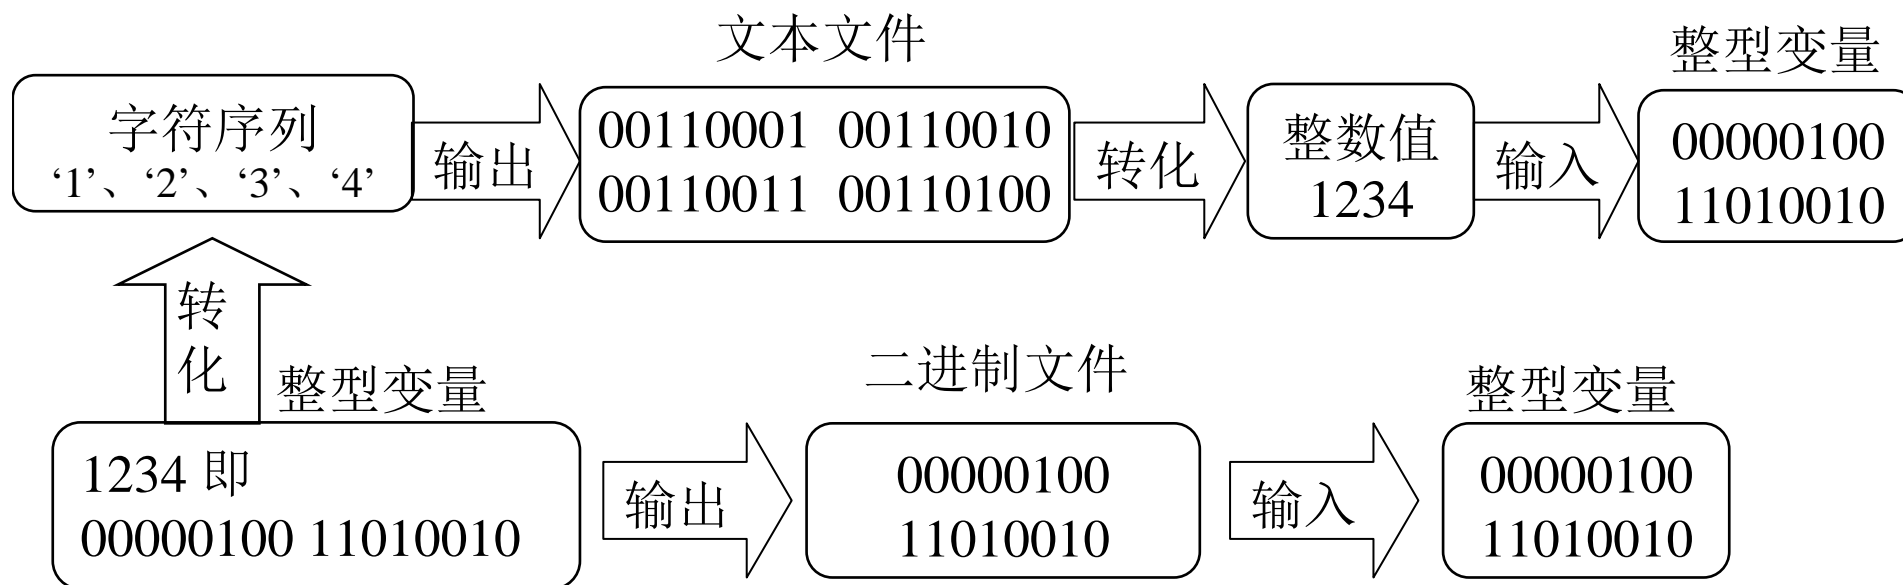 文本文件
整型变量
字符序列
‘1’、‘2’、‘3’、‘4’
输出
00110001 00110010
00110011 00110100
转化
整数值
1234
输入
00000100
11010010
转
化
整型变量
1234 即
00000100 11010010
输出
二进制文件
00000100
11010010
输入
整型变量
00000100
11010010